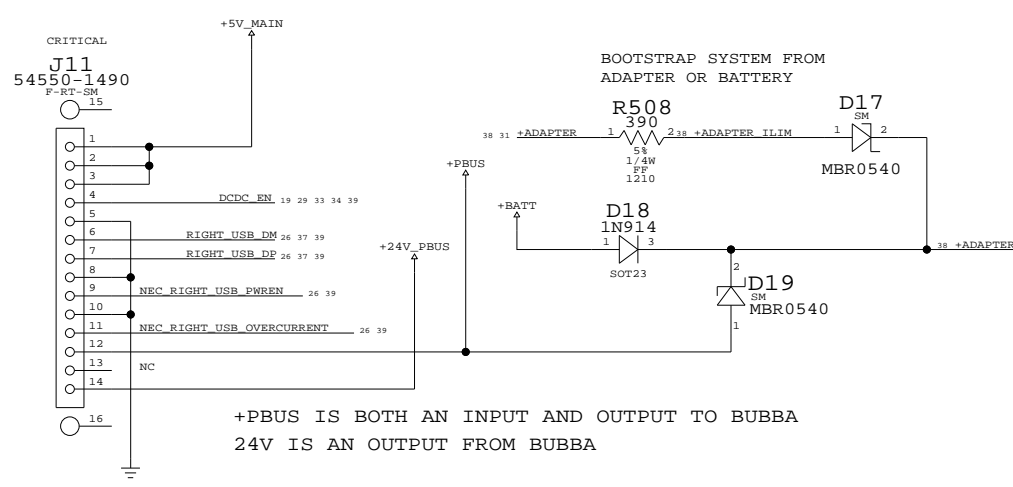 +5V_MAIN
CRITICAL
J11
54550-1490
F-RT-SM
15
1
2
3
4 DCDC_EN 19 29 33 34 39
5
6 RIGHT_USB_DM 26 37 39
7 RIGHT_USB_DP 26 37 39
8
9 NEC_RIGHT_USB_PWREN 26 39
10
11 NEC_RIGHT_USB_OVERCURRENT 26 39
12
13 NC
14
16
+24V_PBUS
+PBUS
BOOTSTRAP SYSTEM FROM
ADAPTER OR BATTERY
R508
390
38 31 +ADAPTER 1 2 38 +ADAPTER_ILIM
5%
1/4W
FF
1210
D17
SM
1 2
MBR0540
+BATT
D18
1N914
1 3
SOT23
38 +ADAPTER
2
D19
SM
MBR0540
1
+PBUS IS BOTH AN INPUT AND OUTPUT TO BUBBA
24V IS AN OUTPUT FROM BUBBA